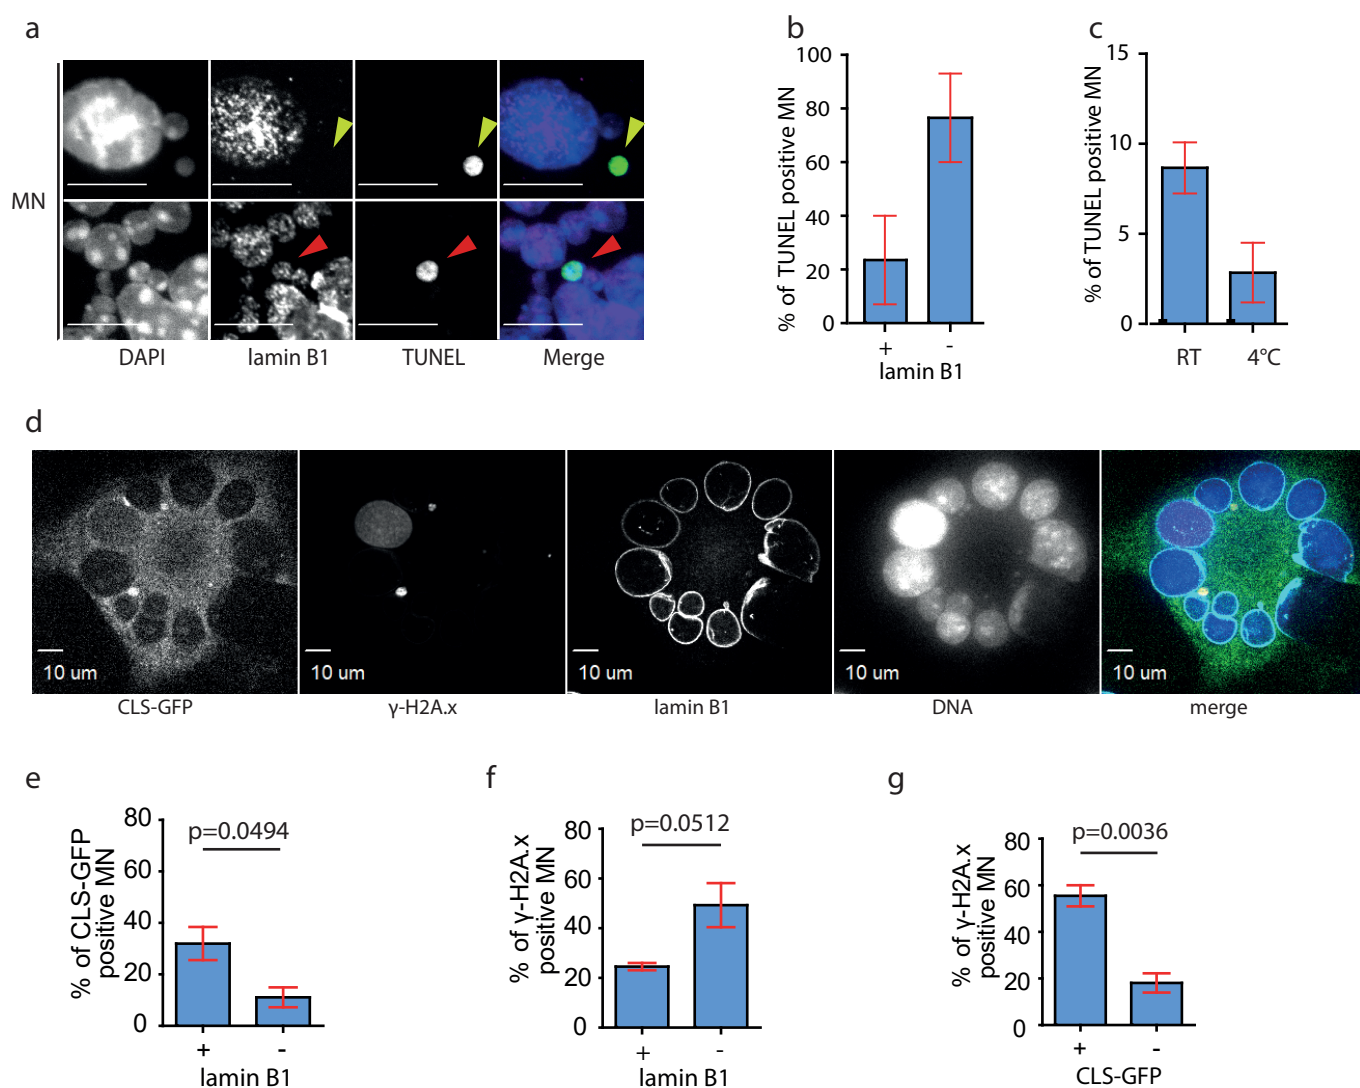 a
MN
DAPI
lamin B1
TUNEL
Merge
b
% of TUNEL positive MN
100
80
60
40
20
0
+
-
lamin B1
c
% of TUNEL positive MN
15
10
5
0
RT
4°C
d
10 um
10 um
10 um
10 um
10 um
CLS-GFP
γ-H2A.x
lamin B1
DNA
merge
e
% of CLS-GFP
positive MN
80
60
40
20
0
p=0.0494
+
-
lamin B1
f
% of γ-H2A.x
positive MN
80
60
40
20
0
p=0.0512
+
-
lamin B1
g
% of γ-H2A.x
positive MN
80
60
40
20
0
p=0.0036
+
-
CLS-GFP